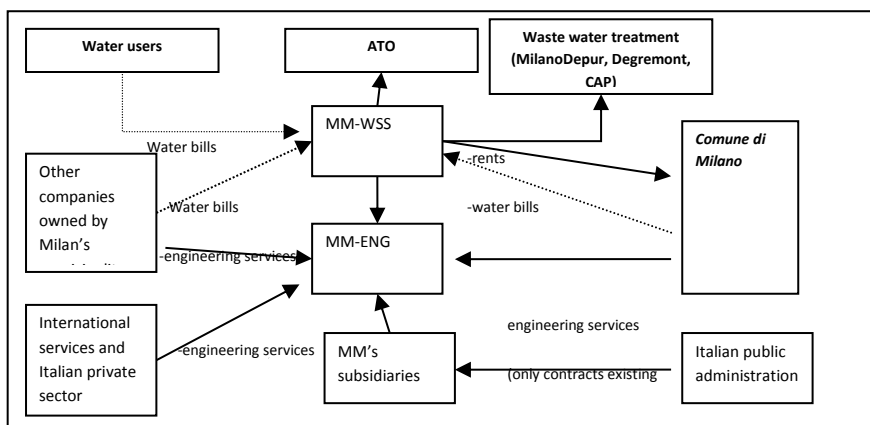 Water users
ATO
Waste water treatment
(MilanoDepur, Degremont,
CAP)
MM-WSS
Comune di
Milano
Water bills
-rents
Other
companies
owned by
Milan's
Water bills
-water bills
MM-ENG
-engineering services
International
services and
Italian private
sector
-engineering services
MM's
subsidiaries
engineering services
(only contracts existing
Italian public
administration